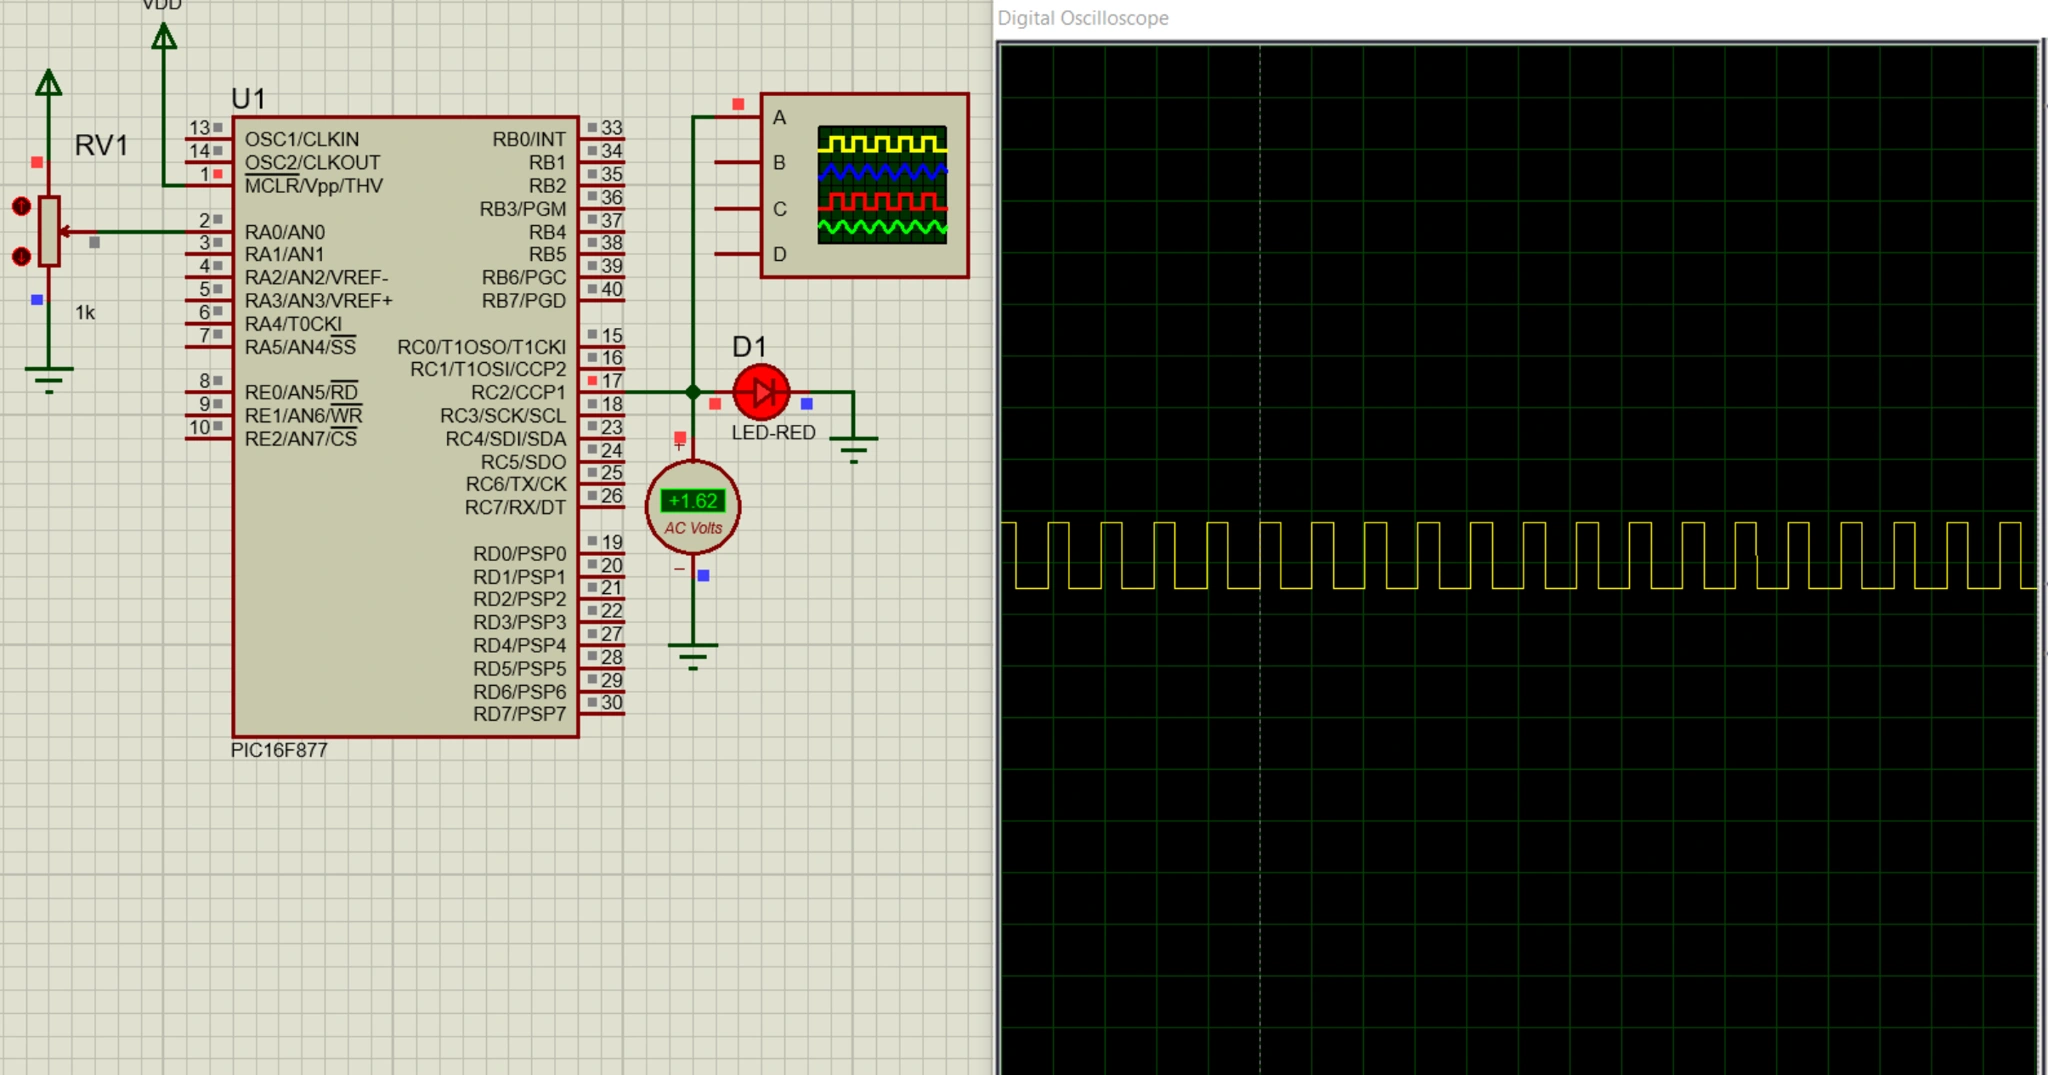 VDD
Digital Oscilloscope
U1
RV1
1k
13 OSC1/CLKIN
14 OSC2/CLKOUT
1 MCLR/Vpp/THV
2 RA0/AN0
3 RA1/AN1
4 RA2/AN2/VREF-
5 RA3/AN3/VREF+
6 RA4/T0CKI
7 RA5/AN4/SS
8 RE0/AN5/RD
9 RE1/AN6/WR
10 RE2/AN7/CS
RB0/INT 33
RB1 34
RB2 35
RB3/PGM 36
RB4 37
RB5 38
RB6/PGC 39
RB7/PGD 40
RC0/T1OSO/T1CKI 15
RC1/T1OSI/CCP2 16
RC2/CCP1 17
RC3/SCK/SCL 18
RC4/SDI/SDA 23
RC5/SDO 24
RC6/TX/CK 25
RC7/RX/DT 26
RD0/PSP0 19
RD1/PSP1 20
RD2/PSP2 21
RD3/PSP3 22
RD4/PSP4 27
RD5/PSP5 28
RD6/PSP6 29
RD7/PSP7 30
PIC16F877
A
B
C
D
D1
LED-RED
+
+1.62
AC Volts
−